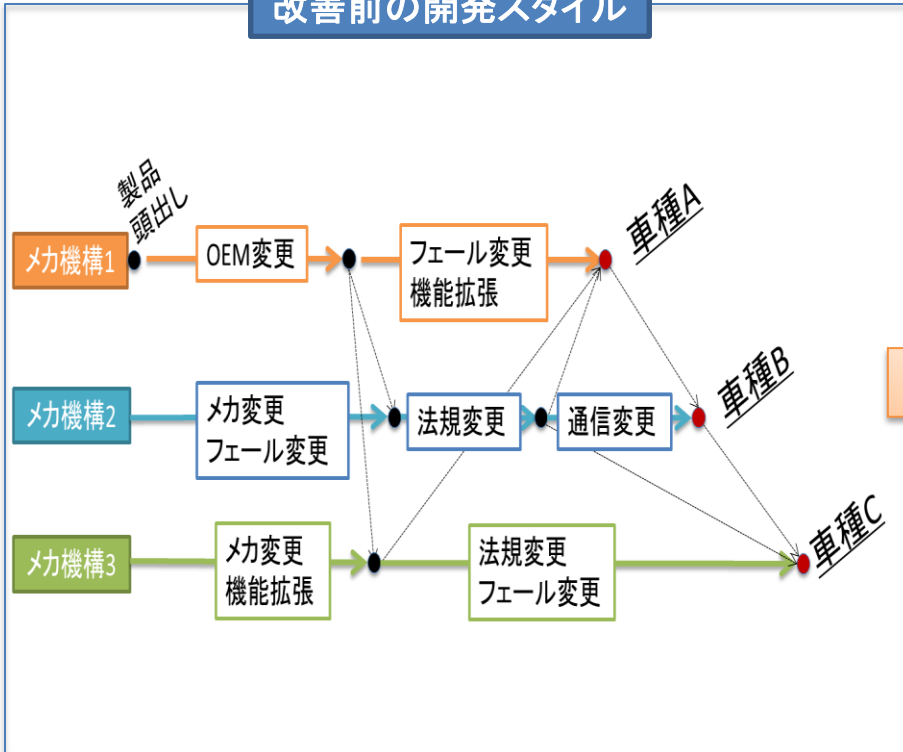 改善前の開発スタイル
製品
頭出し
メカ機構1
OEM変更
フェール変更
機能拡張
車種A
メカ機構2
メカ変更
フェール変更
法規変更
通信変更
車種B
メカ機構3
メカ変更
機能拡張
法規変更
フェール変更
車種C